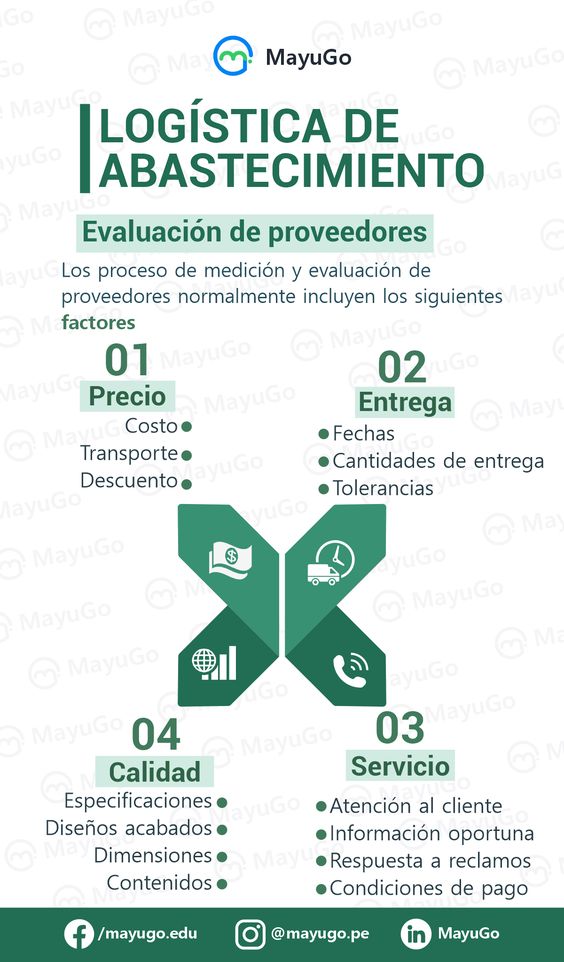 MayuGo
LOGÍSTICA DE
ABASTECIMIENTO
Evaluación de proveedores
Los proceso de medición y evaluación de
proveedores normalmente incluyen los siguientes
factores
01
Precio
Costo
Transporte
Descuento
02
Entrega
Fechas
Cantidades de entrega
Tolerancias
04
Calidad
Especificaciones
Diseños acabados
Dimensiones
Contenidos
03
Servicio
Atención al cliente
Información oportuna
Respuesta a reclamos
Condiciones de pago
/mayugo.edu
@mayugo.pe
MayuGo